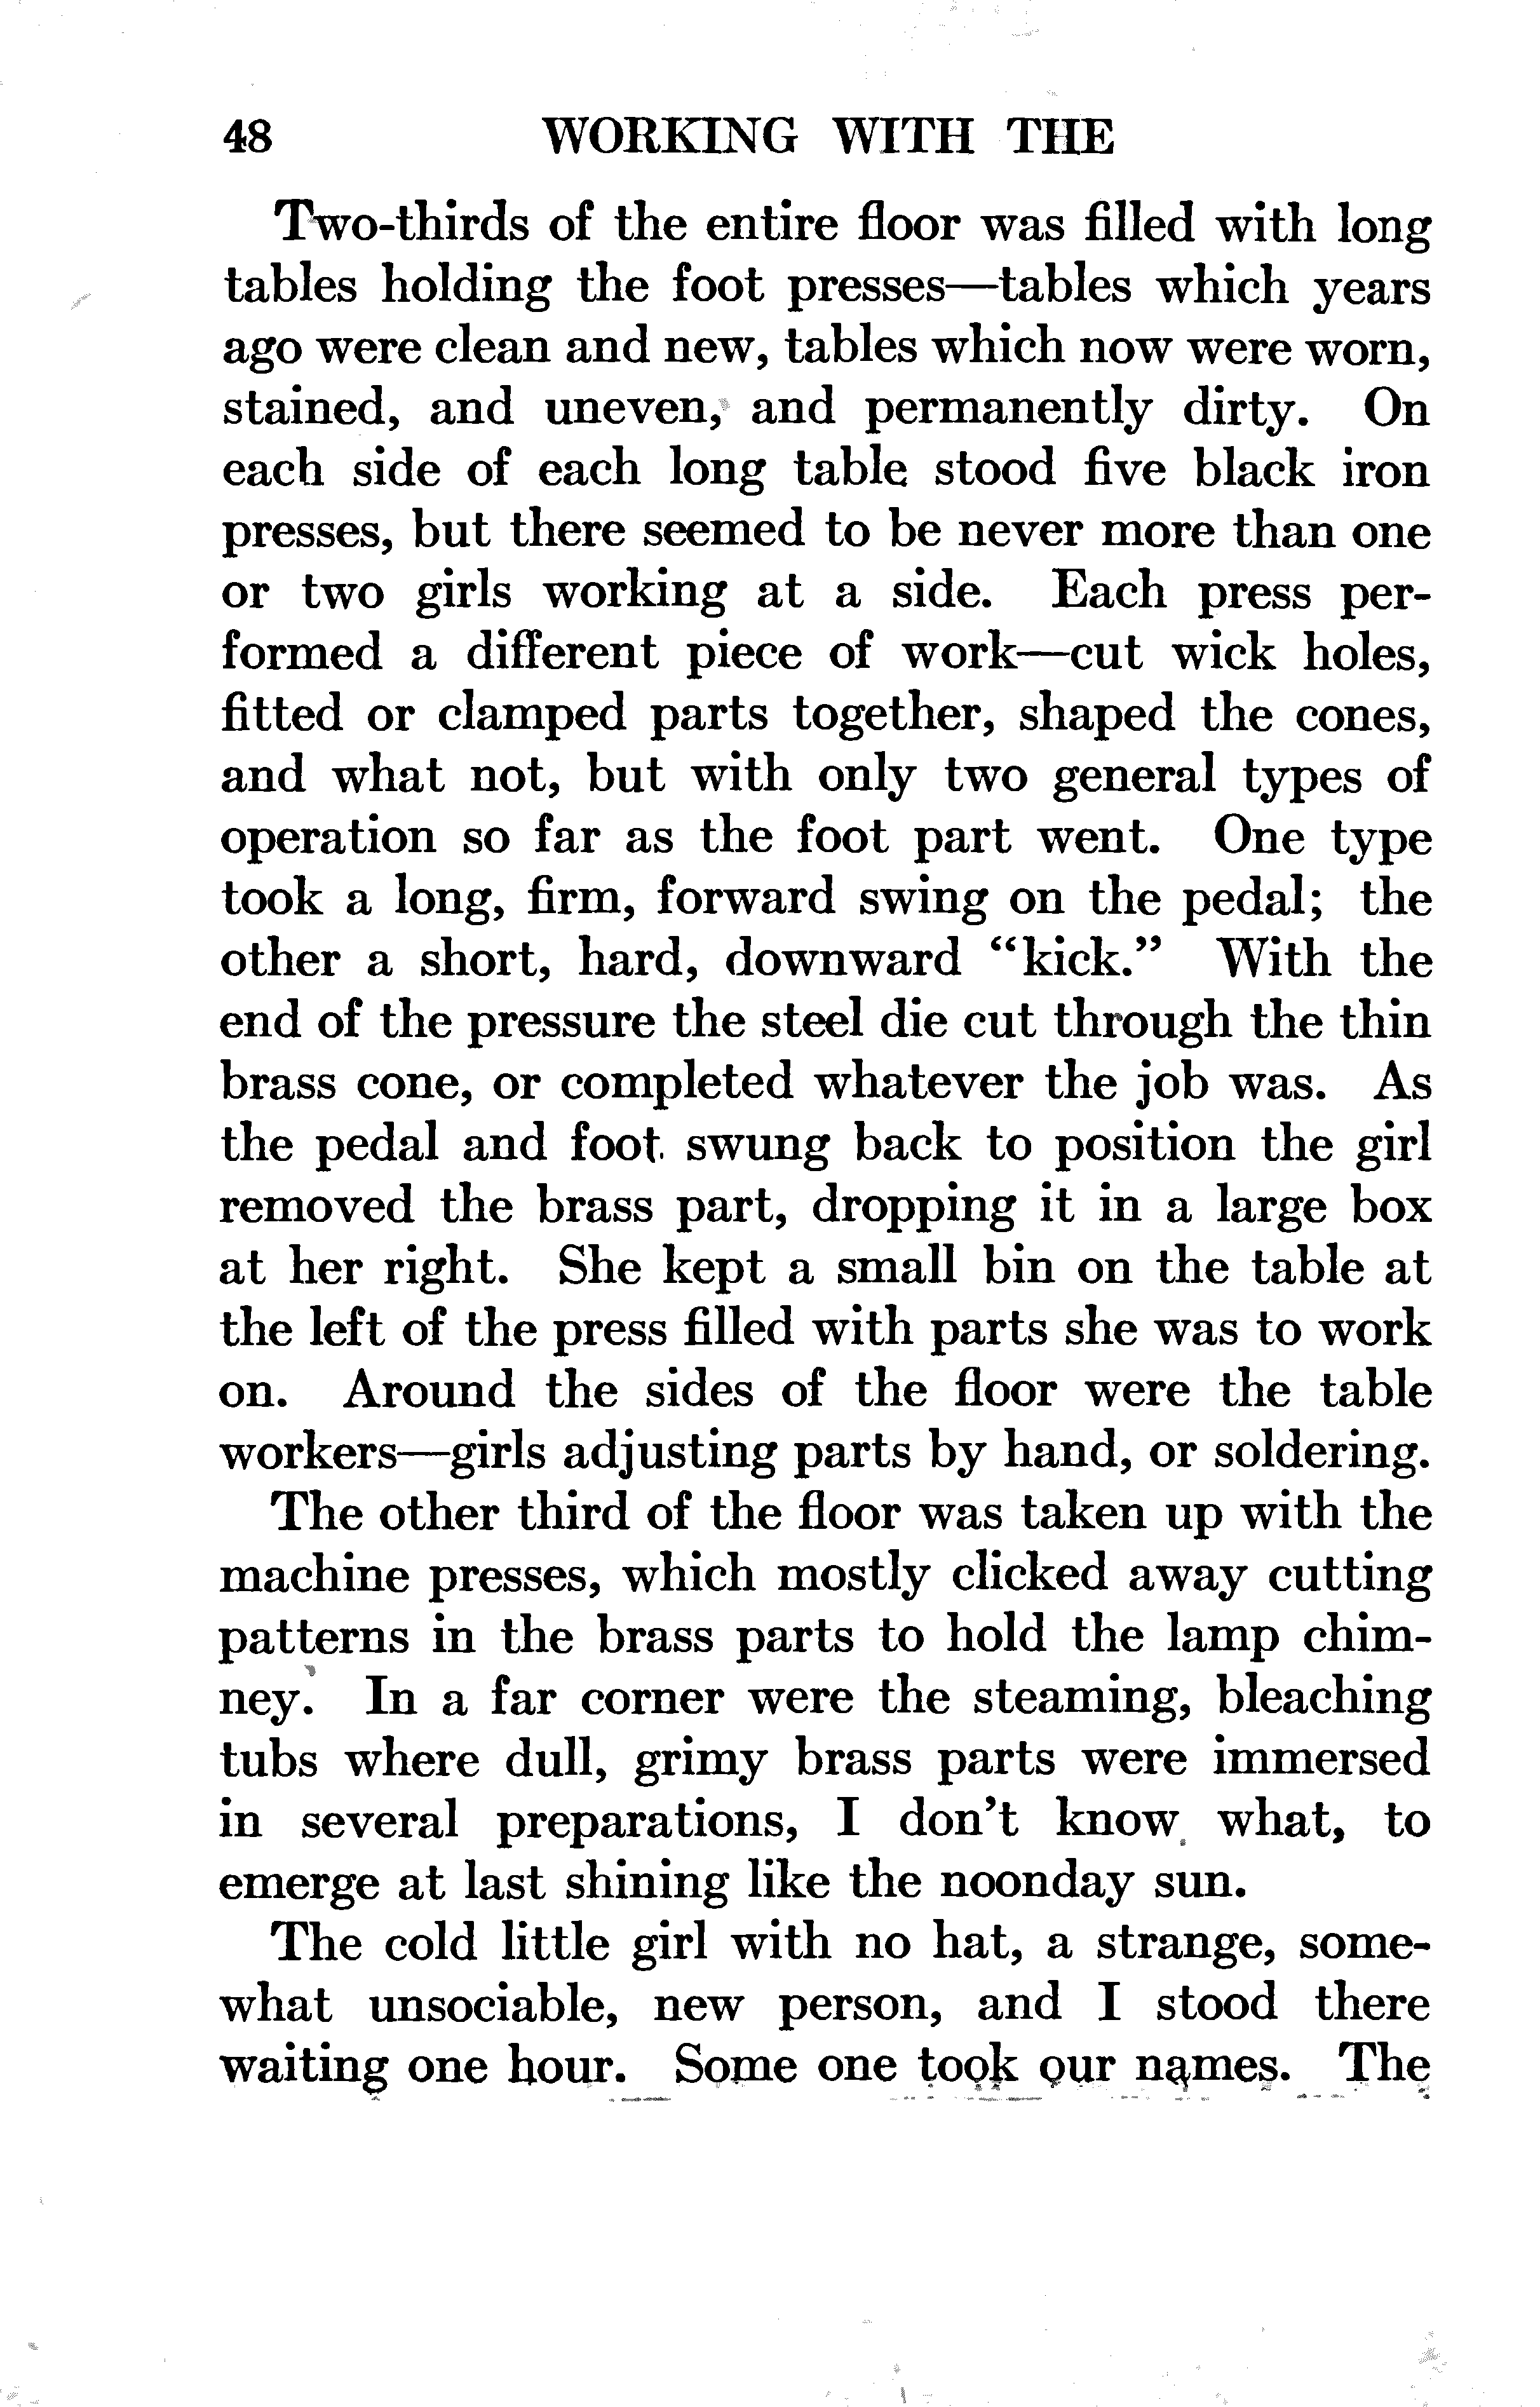 48 WORKING WITH THE
Two-thirds of the entire floor was filled with long
tables holding the foot presses—tables which years
ago were clean and new, tables which now were worn,
stained, and uneven, and permanently dirty. On
each side of each long table stood five black iron
presses, but there seemed to be never more than one
or two girls working at a side. Each press per-
formed a different piece of work—cut wick holes,
fitted or clamped parts together, shaped the cones,
and what not, but with only two general types of
operation so far as the foot part went. One type
took a long, firm, forward swing on the pedal; the
other a short, hard, downward “kick.” With the
end of the pressure the steel die cut through the thin
brass cone, or completed whatever the job was. As
the pedal and foot swung back to position the girl
removed the brass part, dropping it in a large box
at her right. She kept a small bin on the table at
the left of the press filled with parts she was to work
on. Around the sides of the floor were the table
workers—girls adjusting parts by hand, or soldering.
The other third of the floor was taken up with the
machine presses, which mostly clicked away cutting
patterns in the brass parts to hold the lamp chim-
ney. In a far corner were the steaming, bleaching
tubs where dull, grimy brass parts were immersed
in several preparations, I don’t know what, to
emerge at last shining like the noonday sun.
The cold little girl with no hat, a strange, some-
what unsociable, new person, and I stood there
waiting one hour. Some one took our names. The